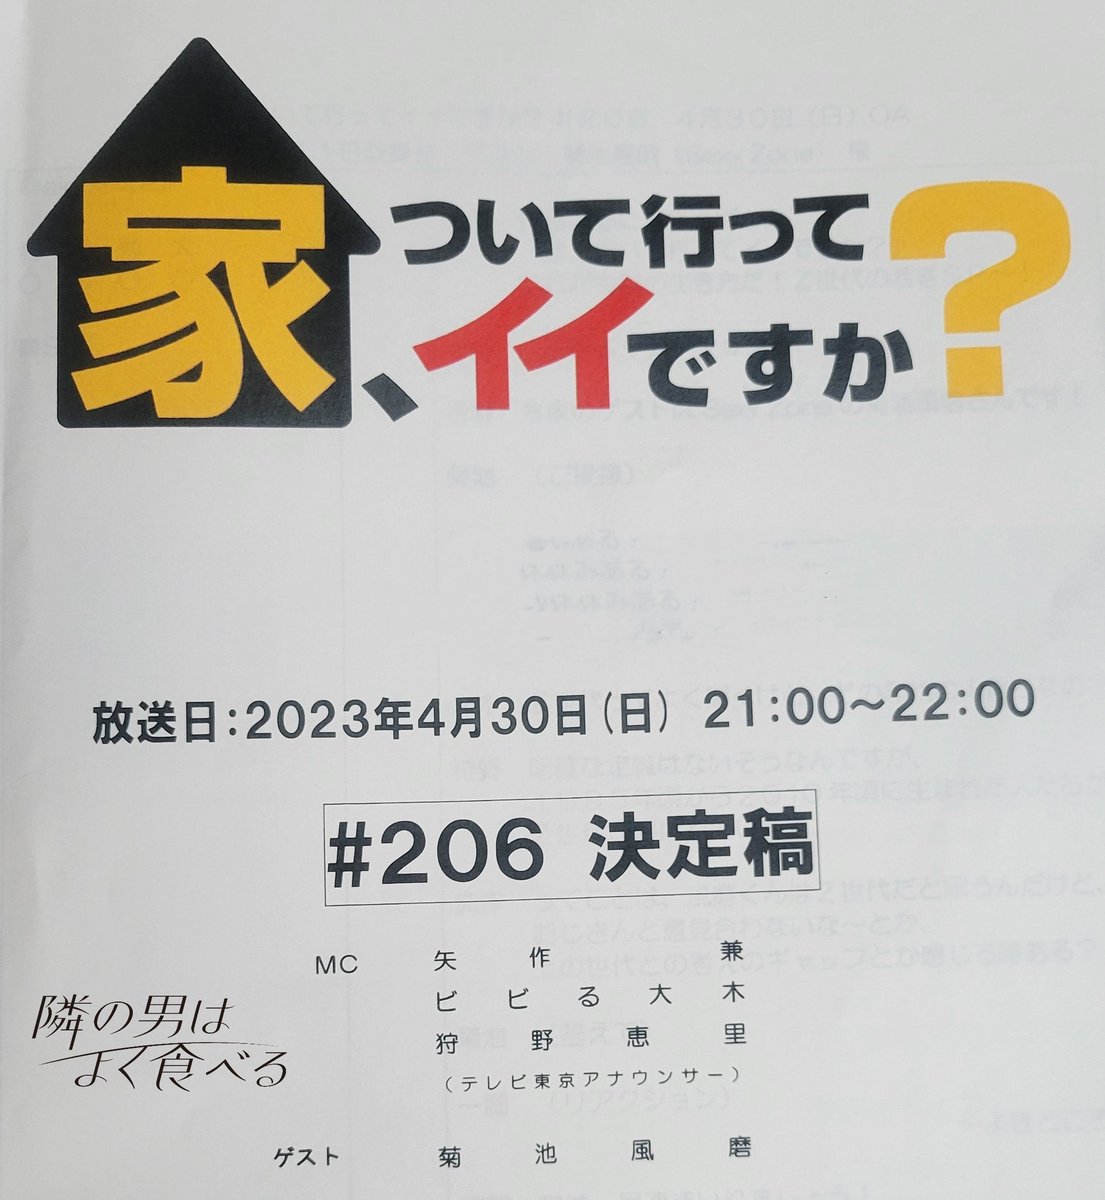 家、ついて行って
イイですか?
放送日:2023年4月30日(日) 21:00～22:00
#206 決定稿
MC 矢作兼
ビビる大木
狩野恵里
(テレビ東京アナウンサー)
隣の男は
よく食べる
ゲスト 菊池風磨